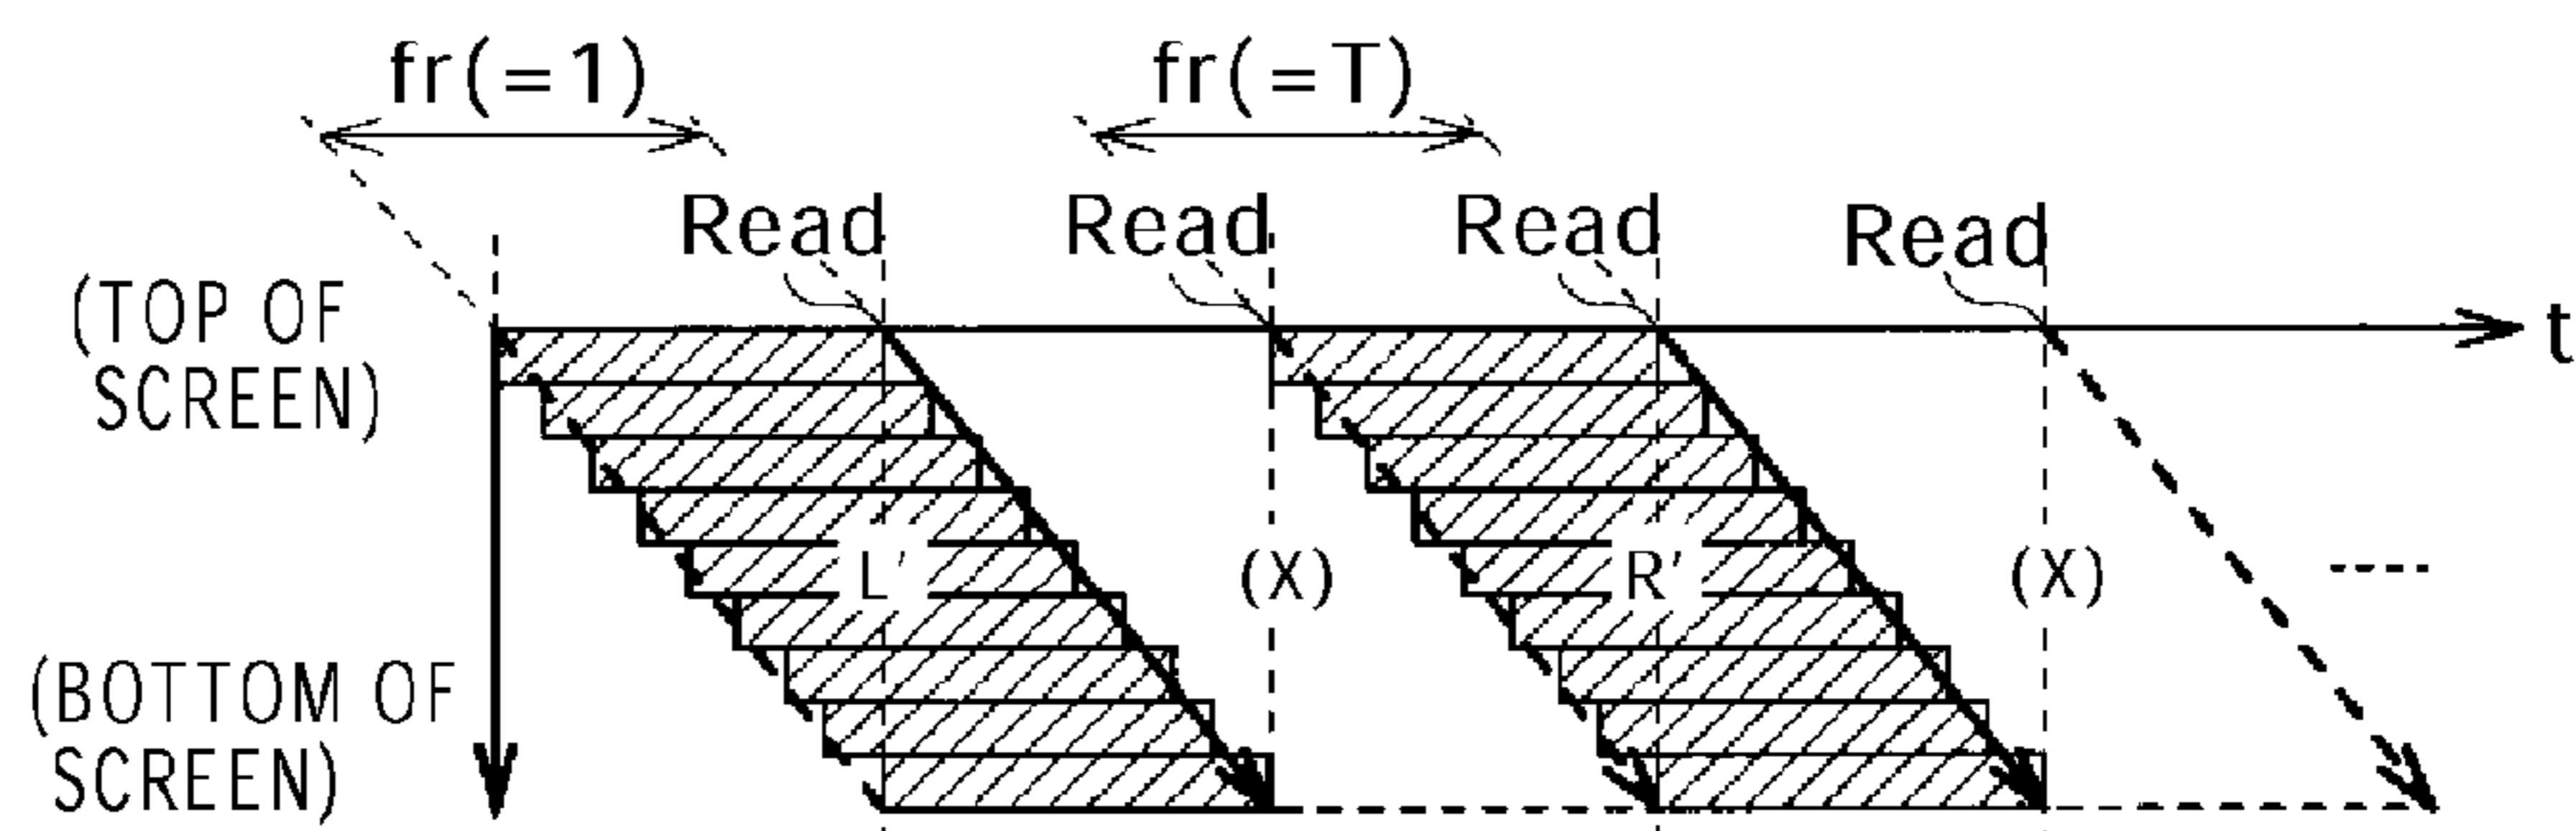 fr(=1) fr(=T)
Read Read Read Read
(TOP OF
SCREEN)
t
L' (X) R' (X)
(BOTTOM OF
SCREEN)